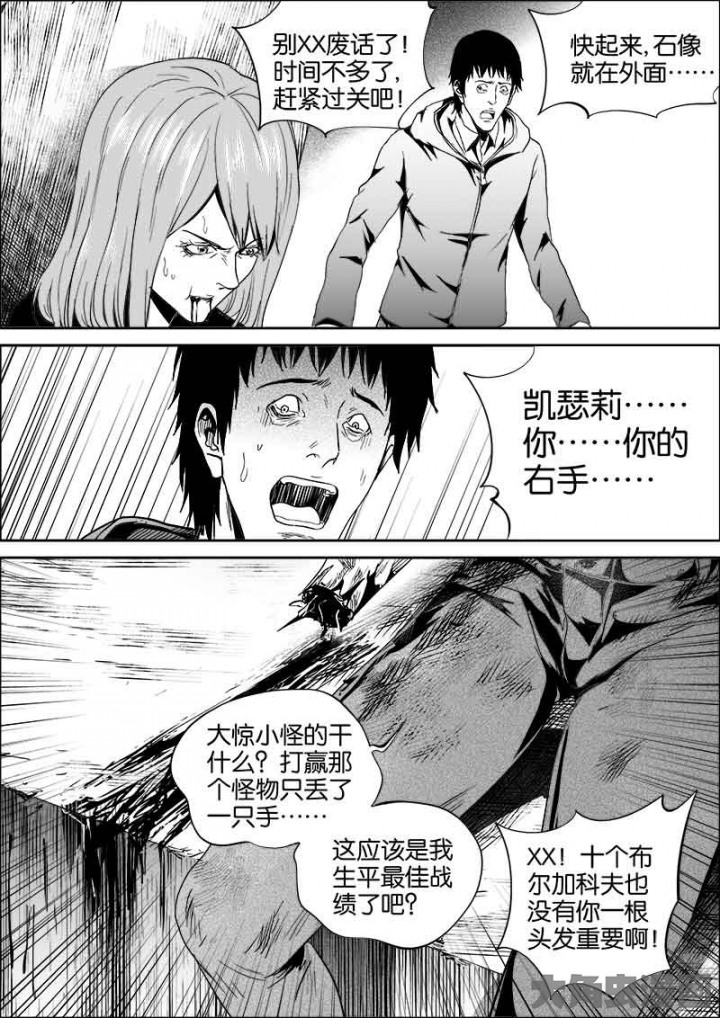 别XX废话了！
时间不多了，
赶紧过关吧！
快起来，石像
就在外面……
凯瑟莉……
你……你的
右手……
大惊小怪的干
什么？打赢那
个怪物只丢了
一只手……
这应该是我
生平最佳战
绩了吧？
XX！十个布
尔加科夫也
没有你一根
头发重要啊！